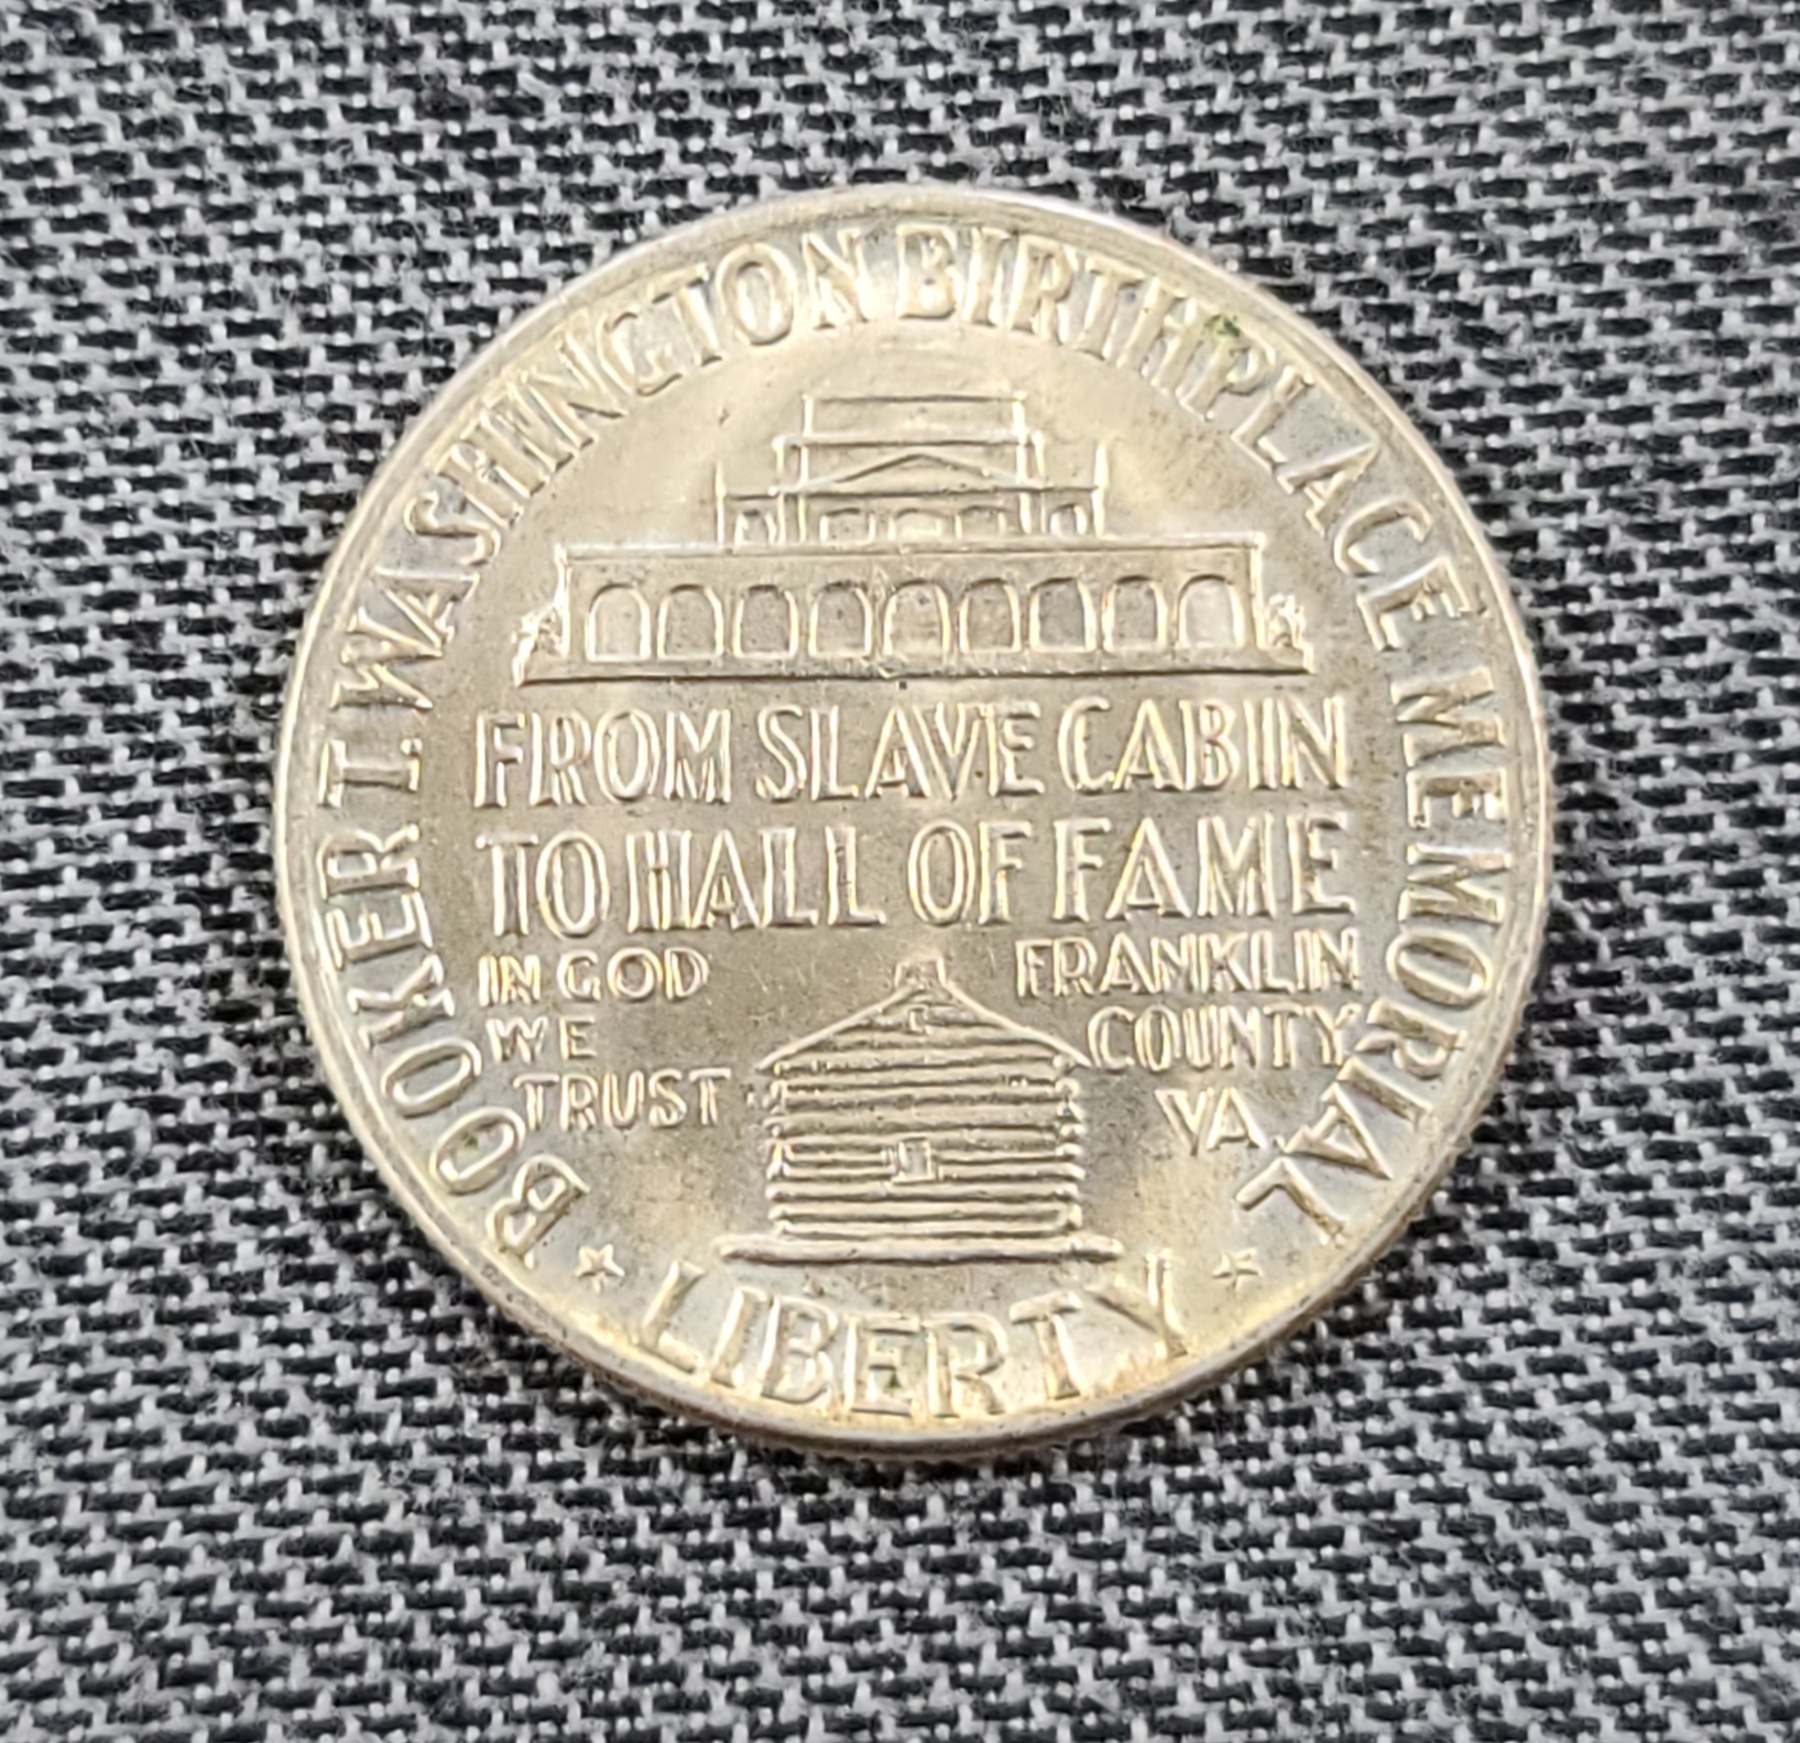 BOOKER T. WASHINGTON BIRTHPLACE MEMORIAL
FROM SLAVE CABIN
TO HALL OF FAME
IN GOD
WE
TRUST
FRANKLIN
COUNTY
VA.
LIBERTY